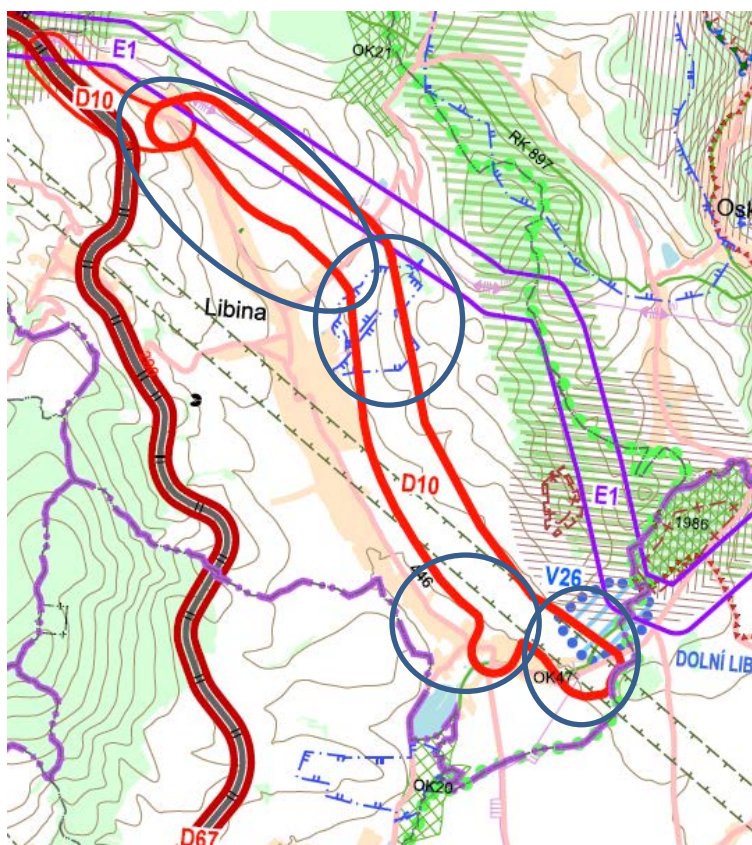 E1
OK21
D10
RK 897
Osk
Libina
D10
E1
1986
446
V26
DOLNÍ LIB
OK47
OK20
D67